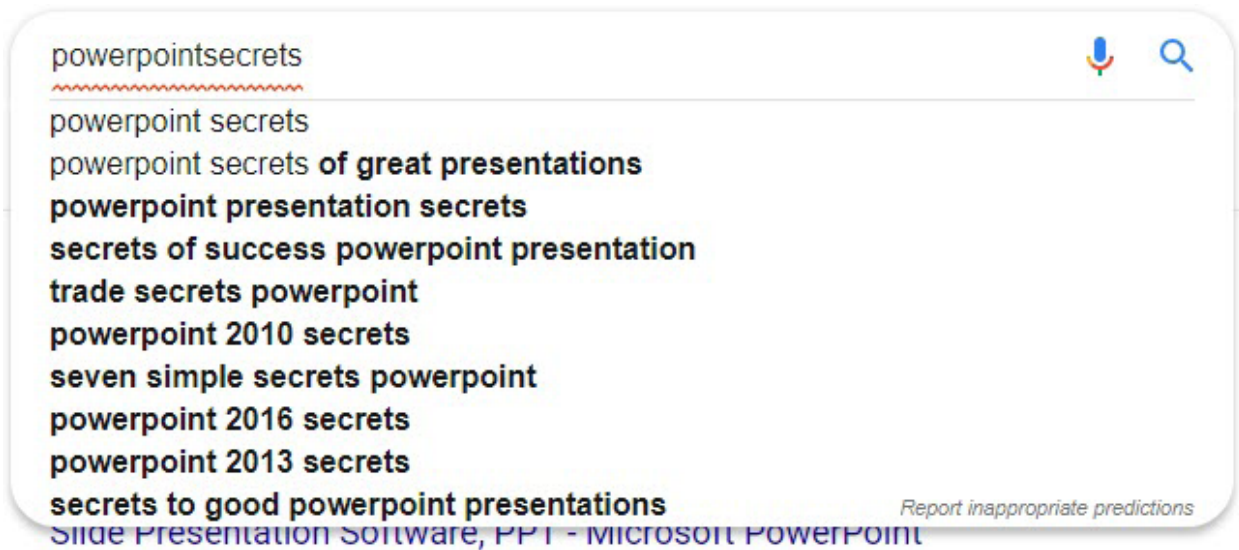 powerpointsecrets
powerpoint secrets
powerpoint secrets of great presentations
powerpoint presentation secrets
secrets of success powerpoint presentation
trade secrets powerpoint
powerpoint 2010 secrets
seven simple secrets powerpoint
powerpoint 2016 secrets
powerpoint 2013 secrets
secrets to good powerpoint presentations
Report inappropriate predictions
Slide Presentation Software, PPT - Microsoft PowerPoint